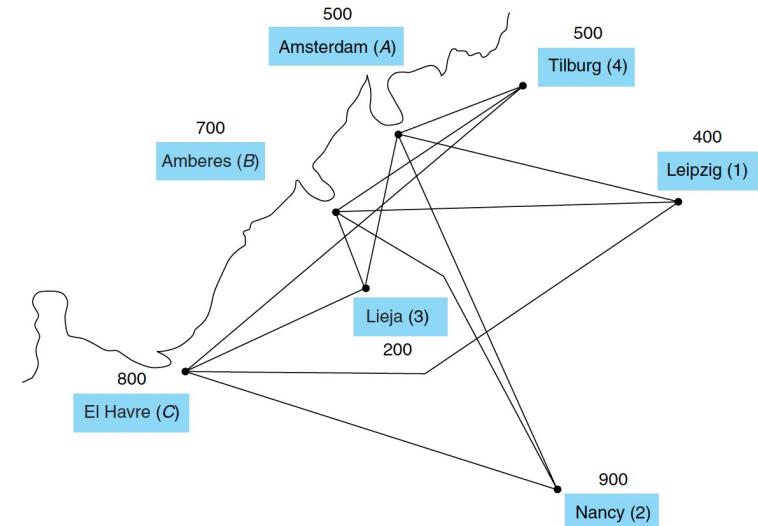 500
Amsterdam (A)
500
Tilburg (4)
700
Amberes (B)
400
Leipzig (1)
Lieja (3)
200
800
El Havre (C)
900
Nancy (2)